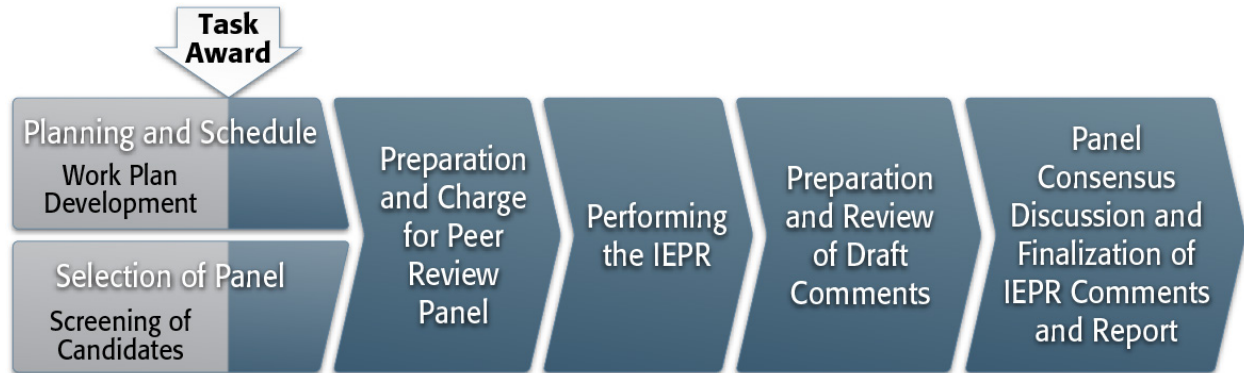 Task
Award
Planning and Schedule
Work Plan
Development
Selection of Panel
Screening of
Candidates
Preparation
and Charge
for Peer
Review
Panel
Performing
the IEPR
Preparation
and Review
of Draft
Comments
Panel
Consensus
Discussion and
Finalization of
IEPR Comments
and Report